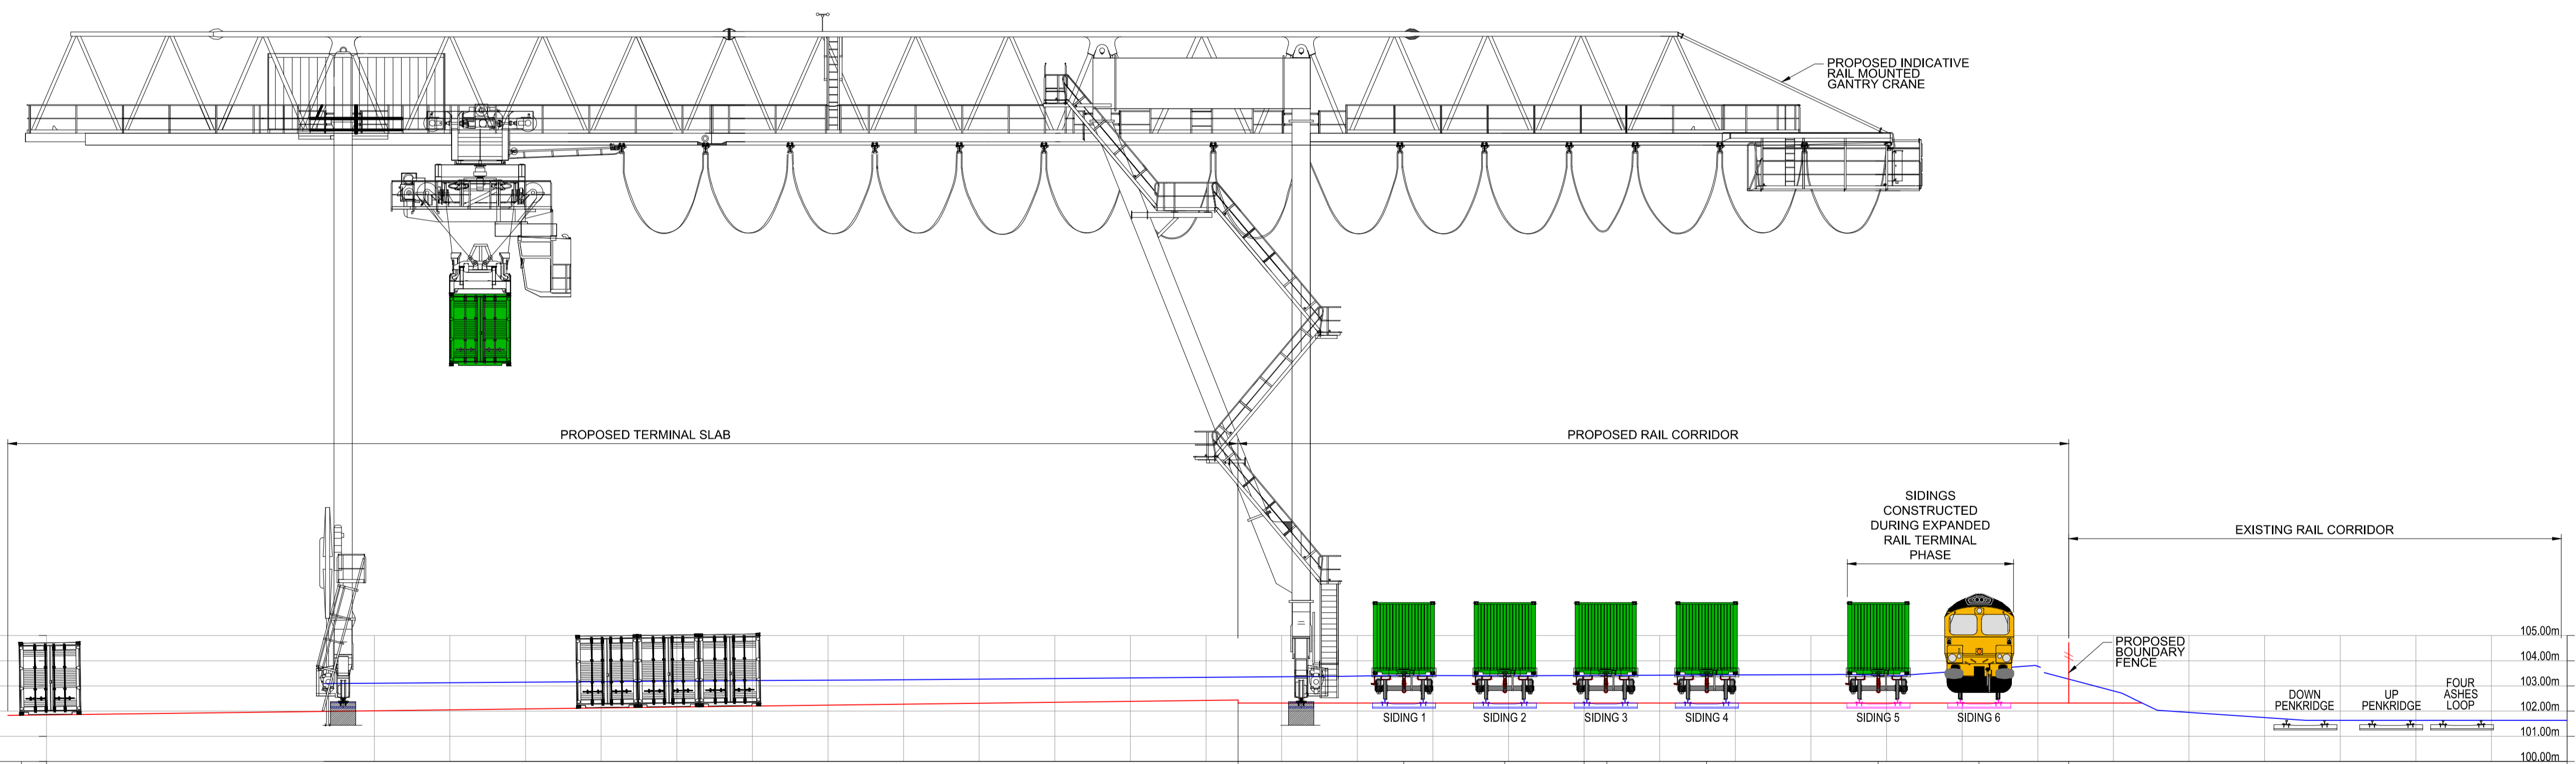 PROPOSED INDICATIVE
RAIL MOUNTED
GANTRY CRANE
PROPOSED TERMINAL SLAB
PROPOSED RAIL CORRIDOR
SIDINGS
CONSTRUCTED
DURING EXPANDED
RAIL TERMINAL
PHASE
EXISTING RAIL CORRIDOR
PROPOSED
BOUNDARY
FENCE
105.00m
104.00m
103.00m
102.00m
101.00m
100.00m
DOWN
PENKRIDGE
UP
PENKRIDGE
FOUR
ASHES
LOOP
SIDING 1
SIDING 2
SIDING 3
SIDING 4
SIDING 5
SIDING 6